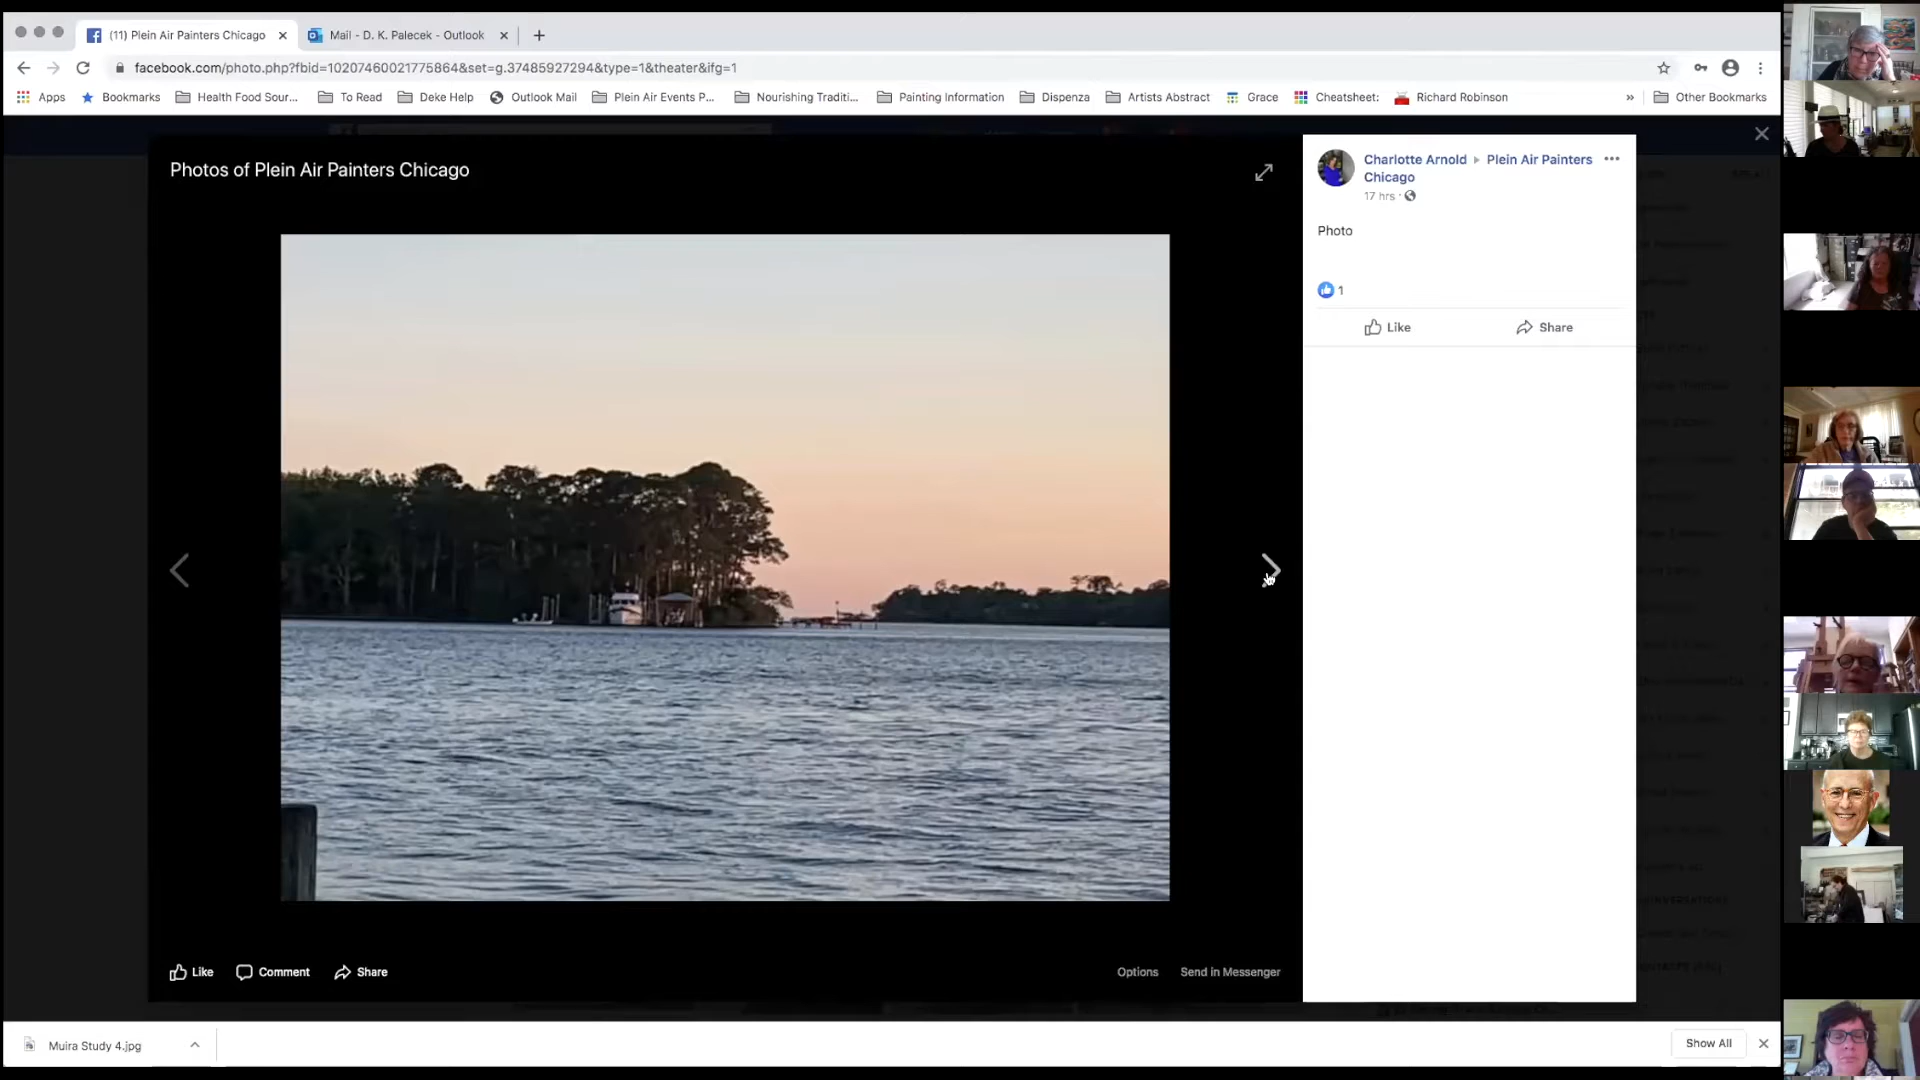 (11) Plein Air Painters Chicago
Mail - D. K. Palecek - Outlook
facebook.com/photo.php?fbid=10207460021775864&set=g.37485927294&type=1&theater&ifg=1
Apps
Bookmarks
Health Food Sour...
To Read
Deke Help
Outlook Mail
Plein Air Events P...
Nourishing Traditi...
Painting Information
Dispenza
Artists Abstract
Grace
Cheatsheet:
Richard Robinson
»
Other Bookmarks
Photos of Plein Air Painters Chicago
Charlotte Arnold ▸ Plein Air Painters
Chicago
17 hrs ·
Photo
1
Like
Share
Like
Comment
Share
Options
Send in Messenger
Muira Study 4.jpg
Show All